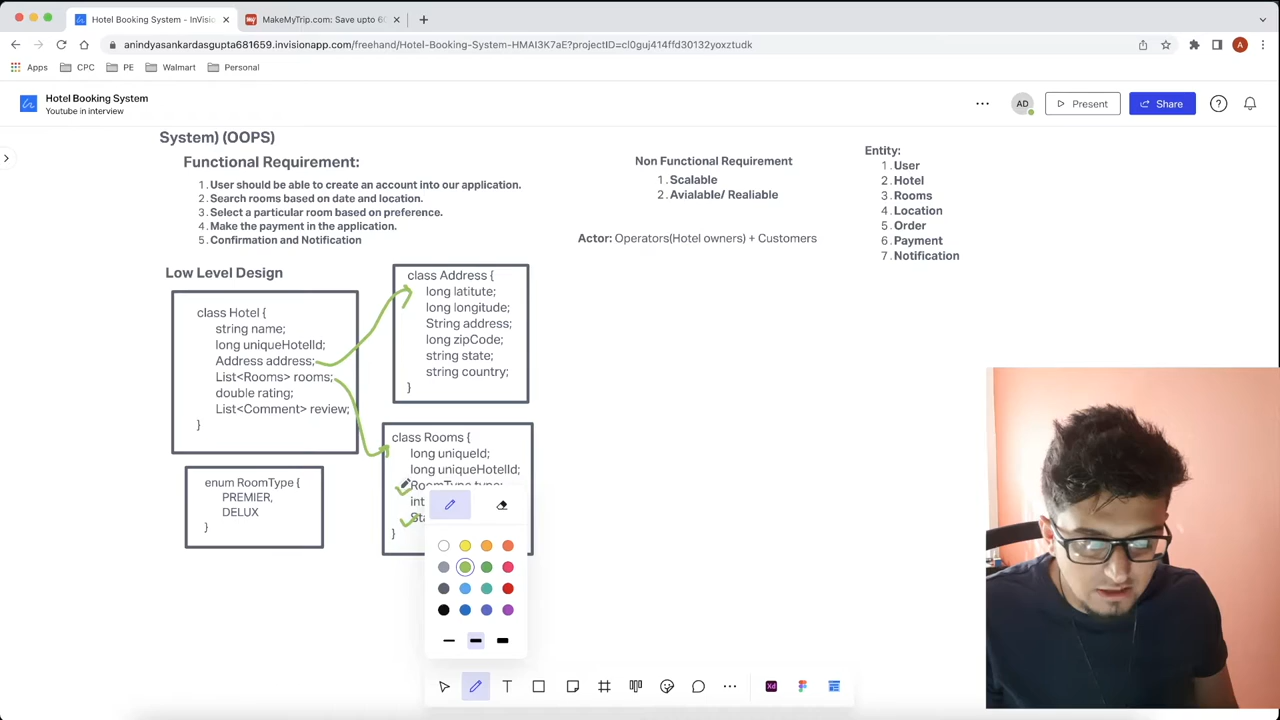 Hotel Booking System - InVisio
MakeMyTrip.com: Save upto 60
anindyasankardasgupta681659.invisionapp.com/freehand/Hotel-Booking-System-HMAI3K7aE?projectID=cl0guj414ffd30132yoxztudk
A
Apps
CPC
PE
Walmart
Personal
Hotel Booking System
Youtube in interview
AD
Present
Share
System) (OOPS)
Functional Requirement:
1. User should be able to create an account into our application.
2. Search rooms based on date and location.
3. Select a particular room based on preference.
4. Make the payment in the application.
5. Confirmation and Notification
Non Functional Requirement
1. Scalable
2. Avialable/ Realiable
Actor: Operators(Hotel owners) + Customers
Entity:
1. User
2. Hotel
3. Rooms
4. Location
5. Order
6. Payment
7. Notification
Low Level Design
class Hotel {
string name;
long uniqueHotelId;
Address address;
List<Rooms> rooms;
double rating;
List<Comment> review;
}
class Address {
long latitute;
long longitude;
String address;
long zipCode;
string state;
string country;
}
enum RoomType {
PREMIER,
DELUX
}
class Rooms {
long uniqueId;
long uniqueHotelId;
RoomType type;
int
Sta
}
T
Xd